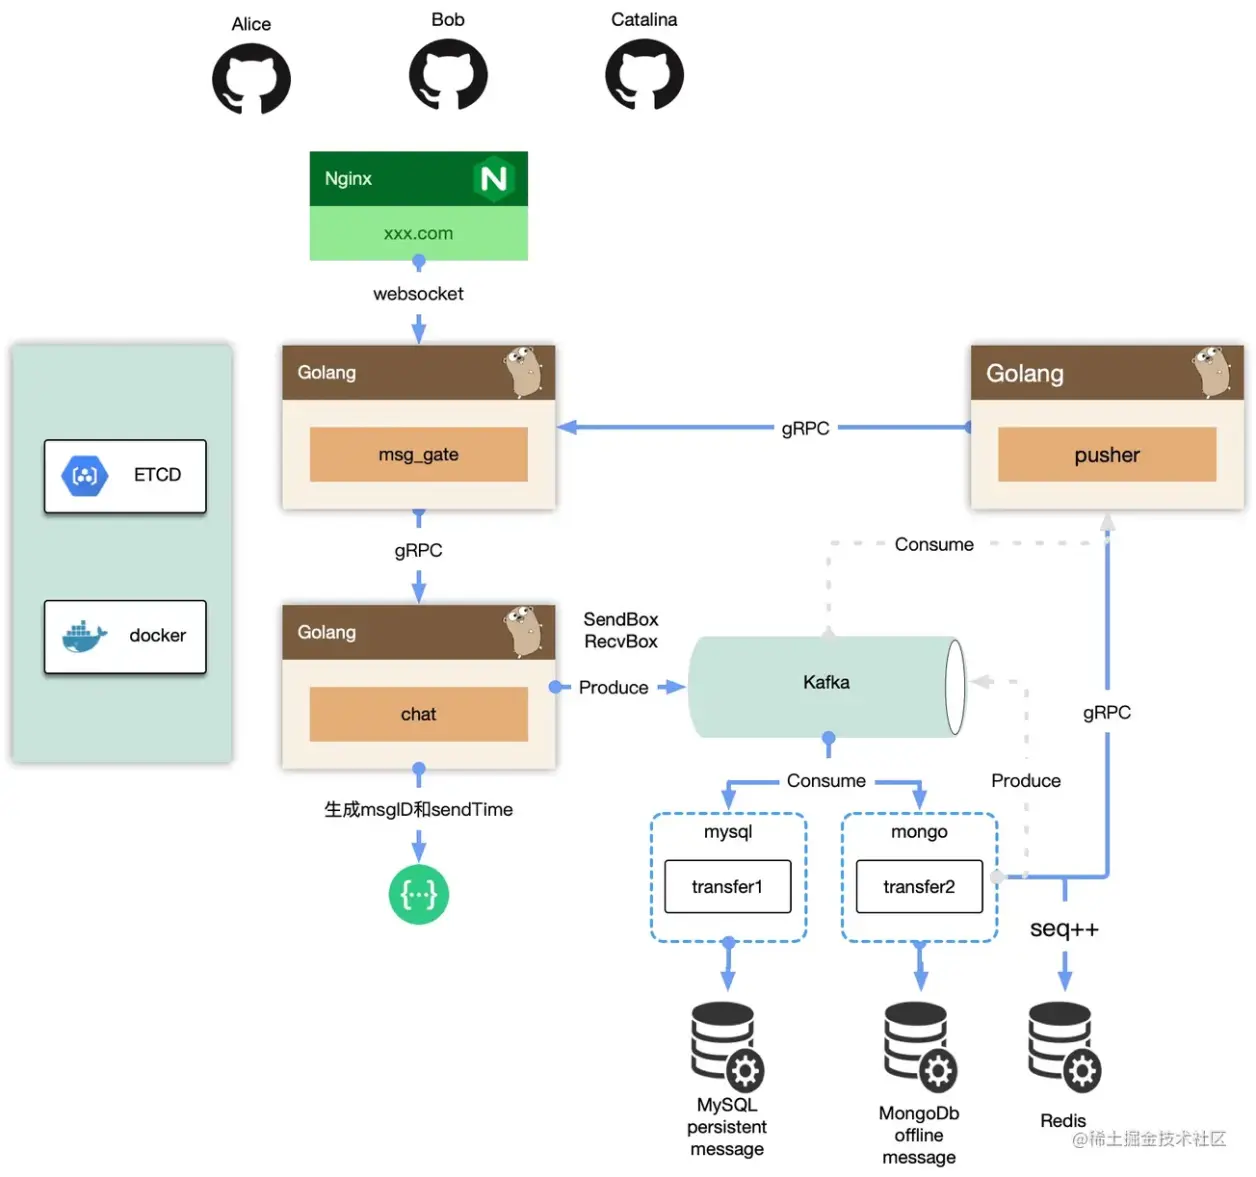 Alice
Bob
Catalina
Nginx
xxx.com
websocket
Golang
msg_gate
gRPC
Golang
pusher
ETCD
docker
gRPC
Consume
Golang
chat
SendBox
RecvBox
Produce
Kafka
gRPC
Consume
Produce
生成msgID和sendTime
mysql
transfer1
mongo
transfer2
seq++
MySQL
persistent
message
MongoDb
offline
message
Redis
@稀土掘金技术社区